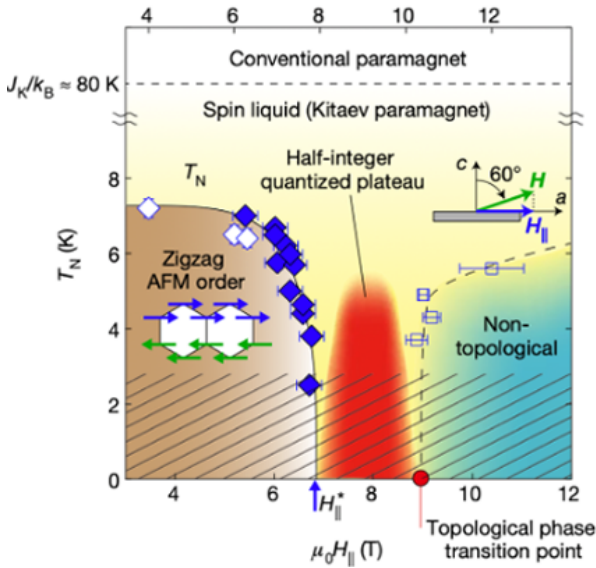 4 6 8 10 12
Conventional paramagnet
J_K/k_B ≈ 80 K
Spin liquid (Kitaev paramagnet)
T_N
Half-integer
quantized plateau
c
60°
H
a
H_∥
8
6
4
2
0
T_N (K)
Zigzag
AFM order
Non-
topological
4 6 8 10 12
H_∥^*
Topological phase
transition point
μ₀H_∥ (T)